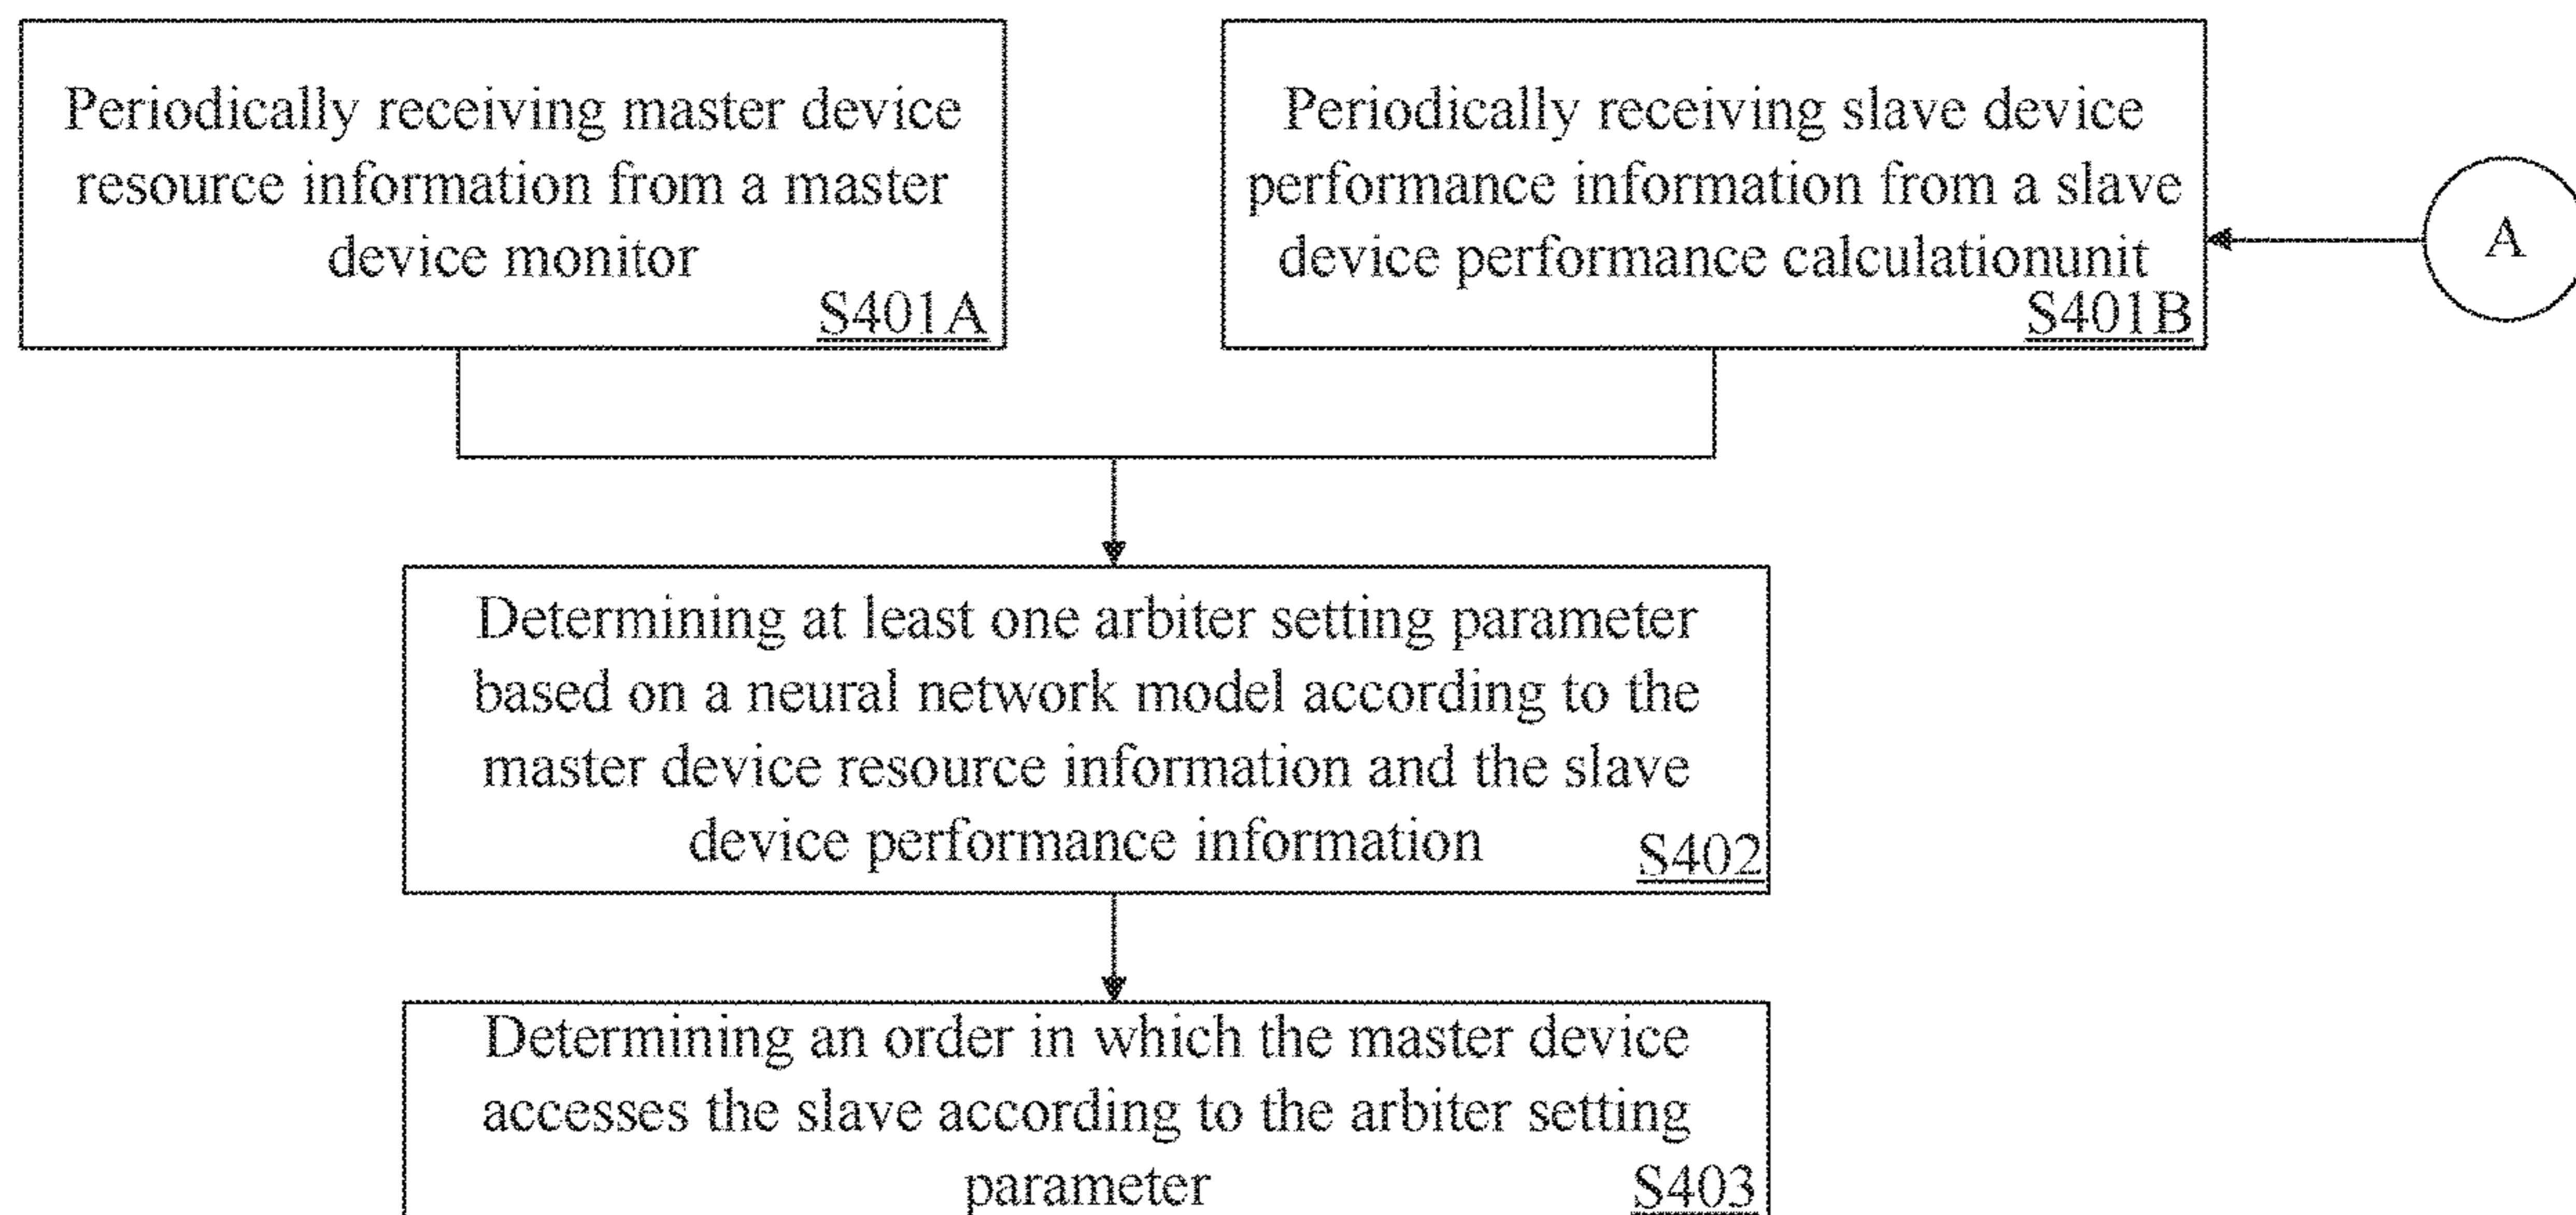 Periodically receiving master device
resource information from a master
device monitor
S401A
Periodically receiving slave device
performance information from a slave
device performance calculationunit
S401B
A
Determining at least one arbiter setting parameter
based on a neural network model according to the
master device resource information and the slave
device performance information
S402
Determining an order in which the master device
accesses the slave according to the arbiter setting
parameter
S403